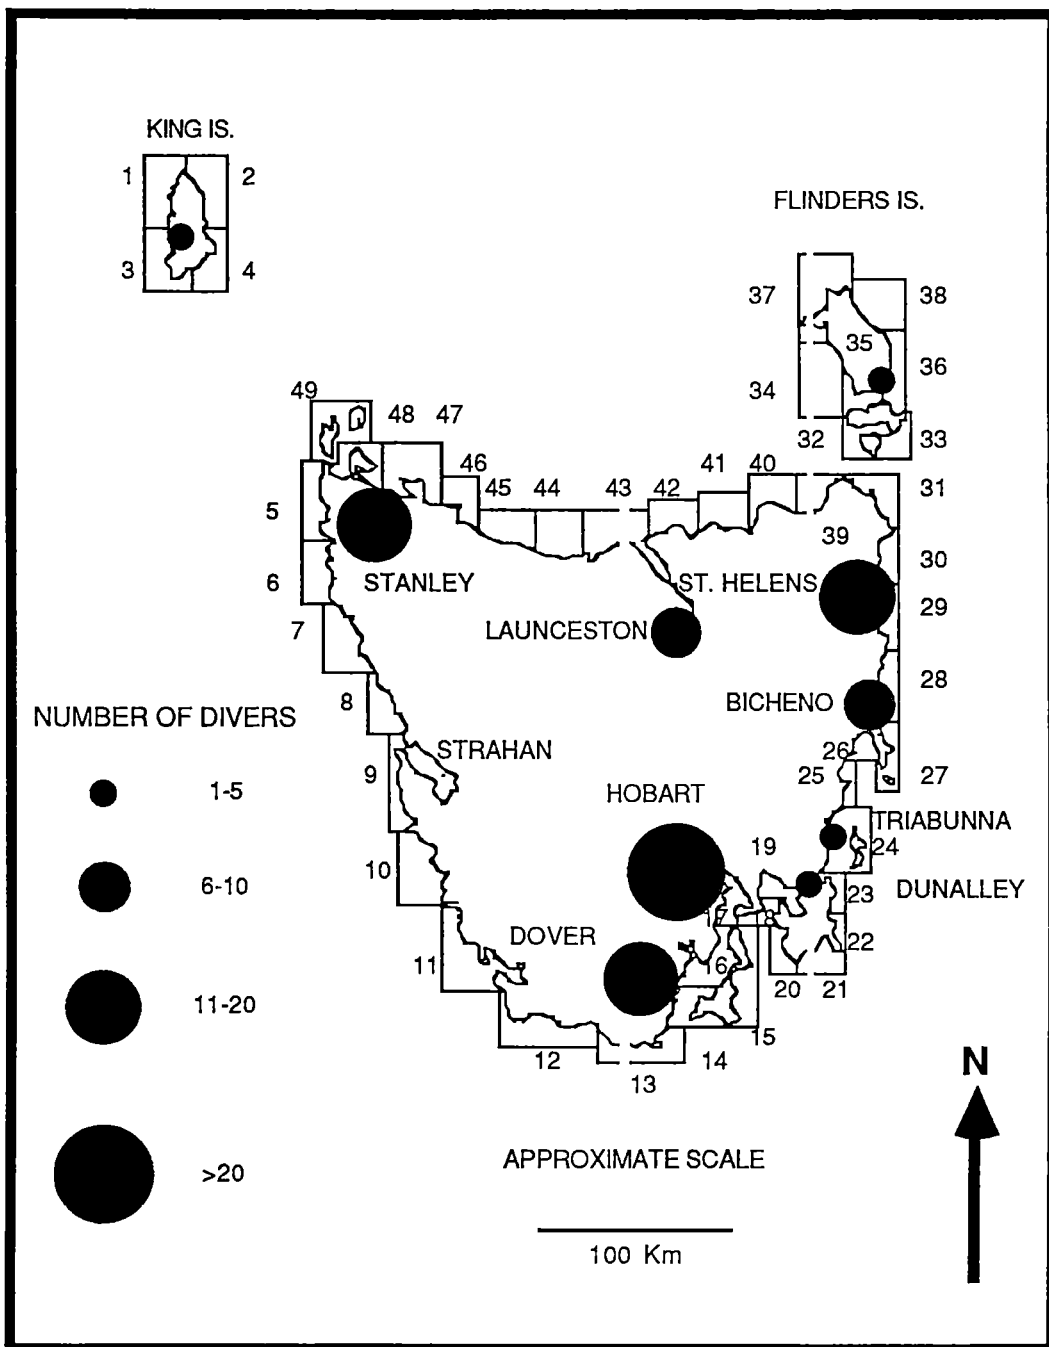 KING IS.
1 2
3 4
FLINDERS IS.
37 38
35
36
34
32 33
49 48 47
46
45 44 43 42 41 40
31
5
39
30
6 STANLEY ST. HELENS
29
7 LAUNCESTON
28
8 BICHENO
NUMBER OF DIVERS
STRAHAN
26
9 25 27
1-5
HOBART
TRIABUNNA
19 24
10
6-10
23 DUNALLEY
17 18
DOVER 22
11 16
20 21
11-20
15
12 14
13
N
APPROXIMATE SCALE
>20
100 Km